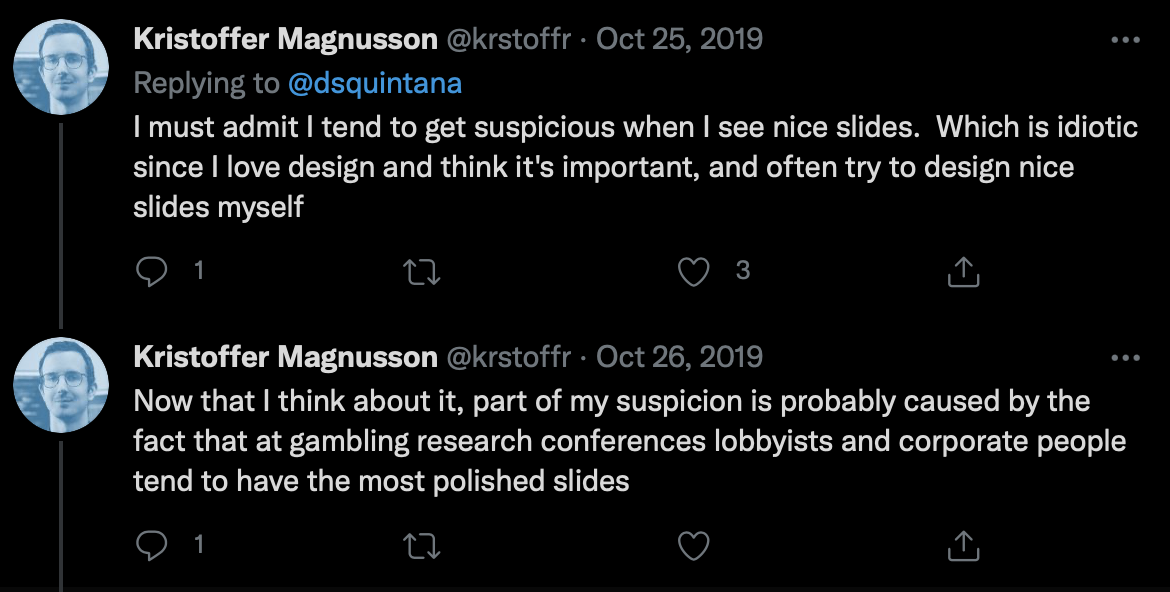 Kristoffer Magnusson @krstoffr · Oct 25, 2019
Replying to @dsquintana
I must admit I tend to get suspicious when I see nice slides.  Which is idiotic
since I love design and think it's important, and often try to design nice
slides myself
1 3
Kristoffer Magnusson @krstoffr · Oct 26, 2019
Now that I think about it, part of my suspicion is probably caused by the
fact that at gambling research conferences lobbyists and corporate people
tend to have the most polished slides
1